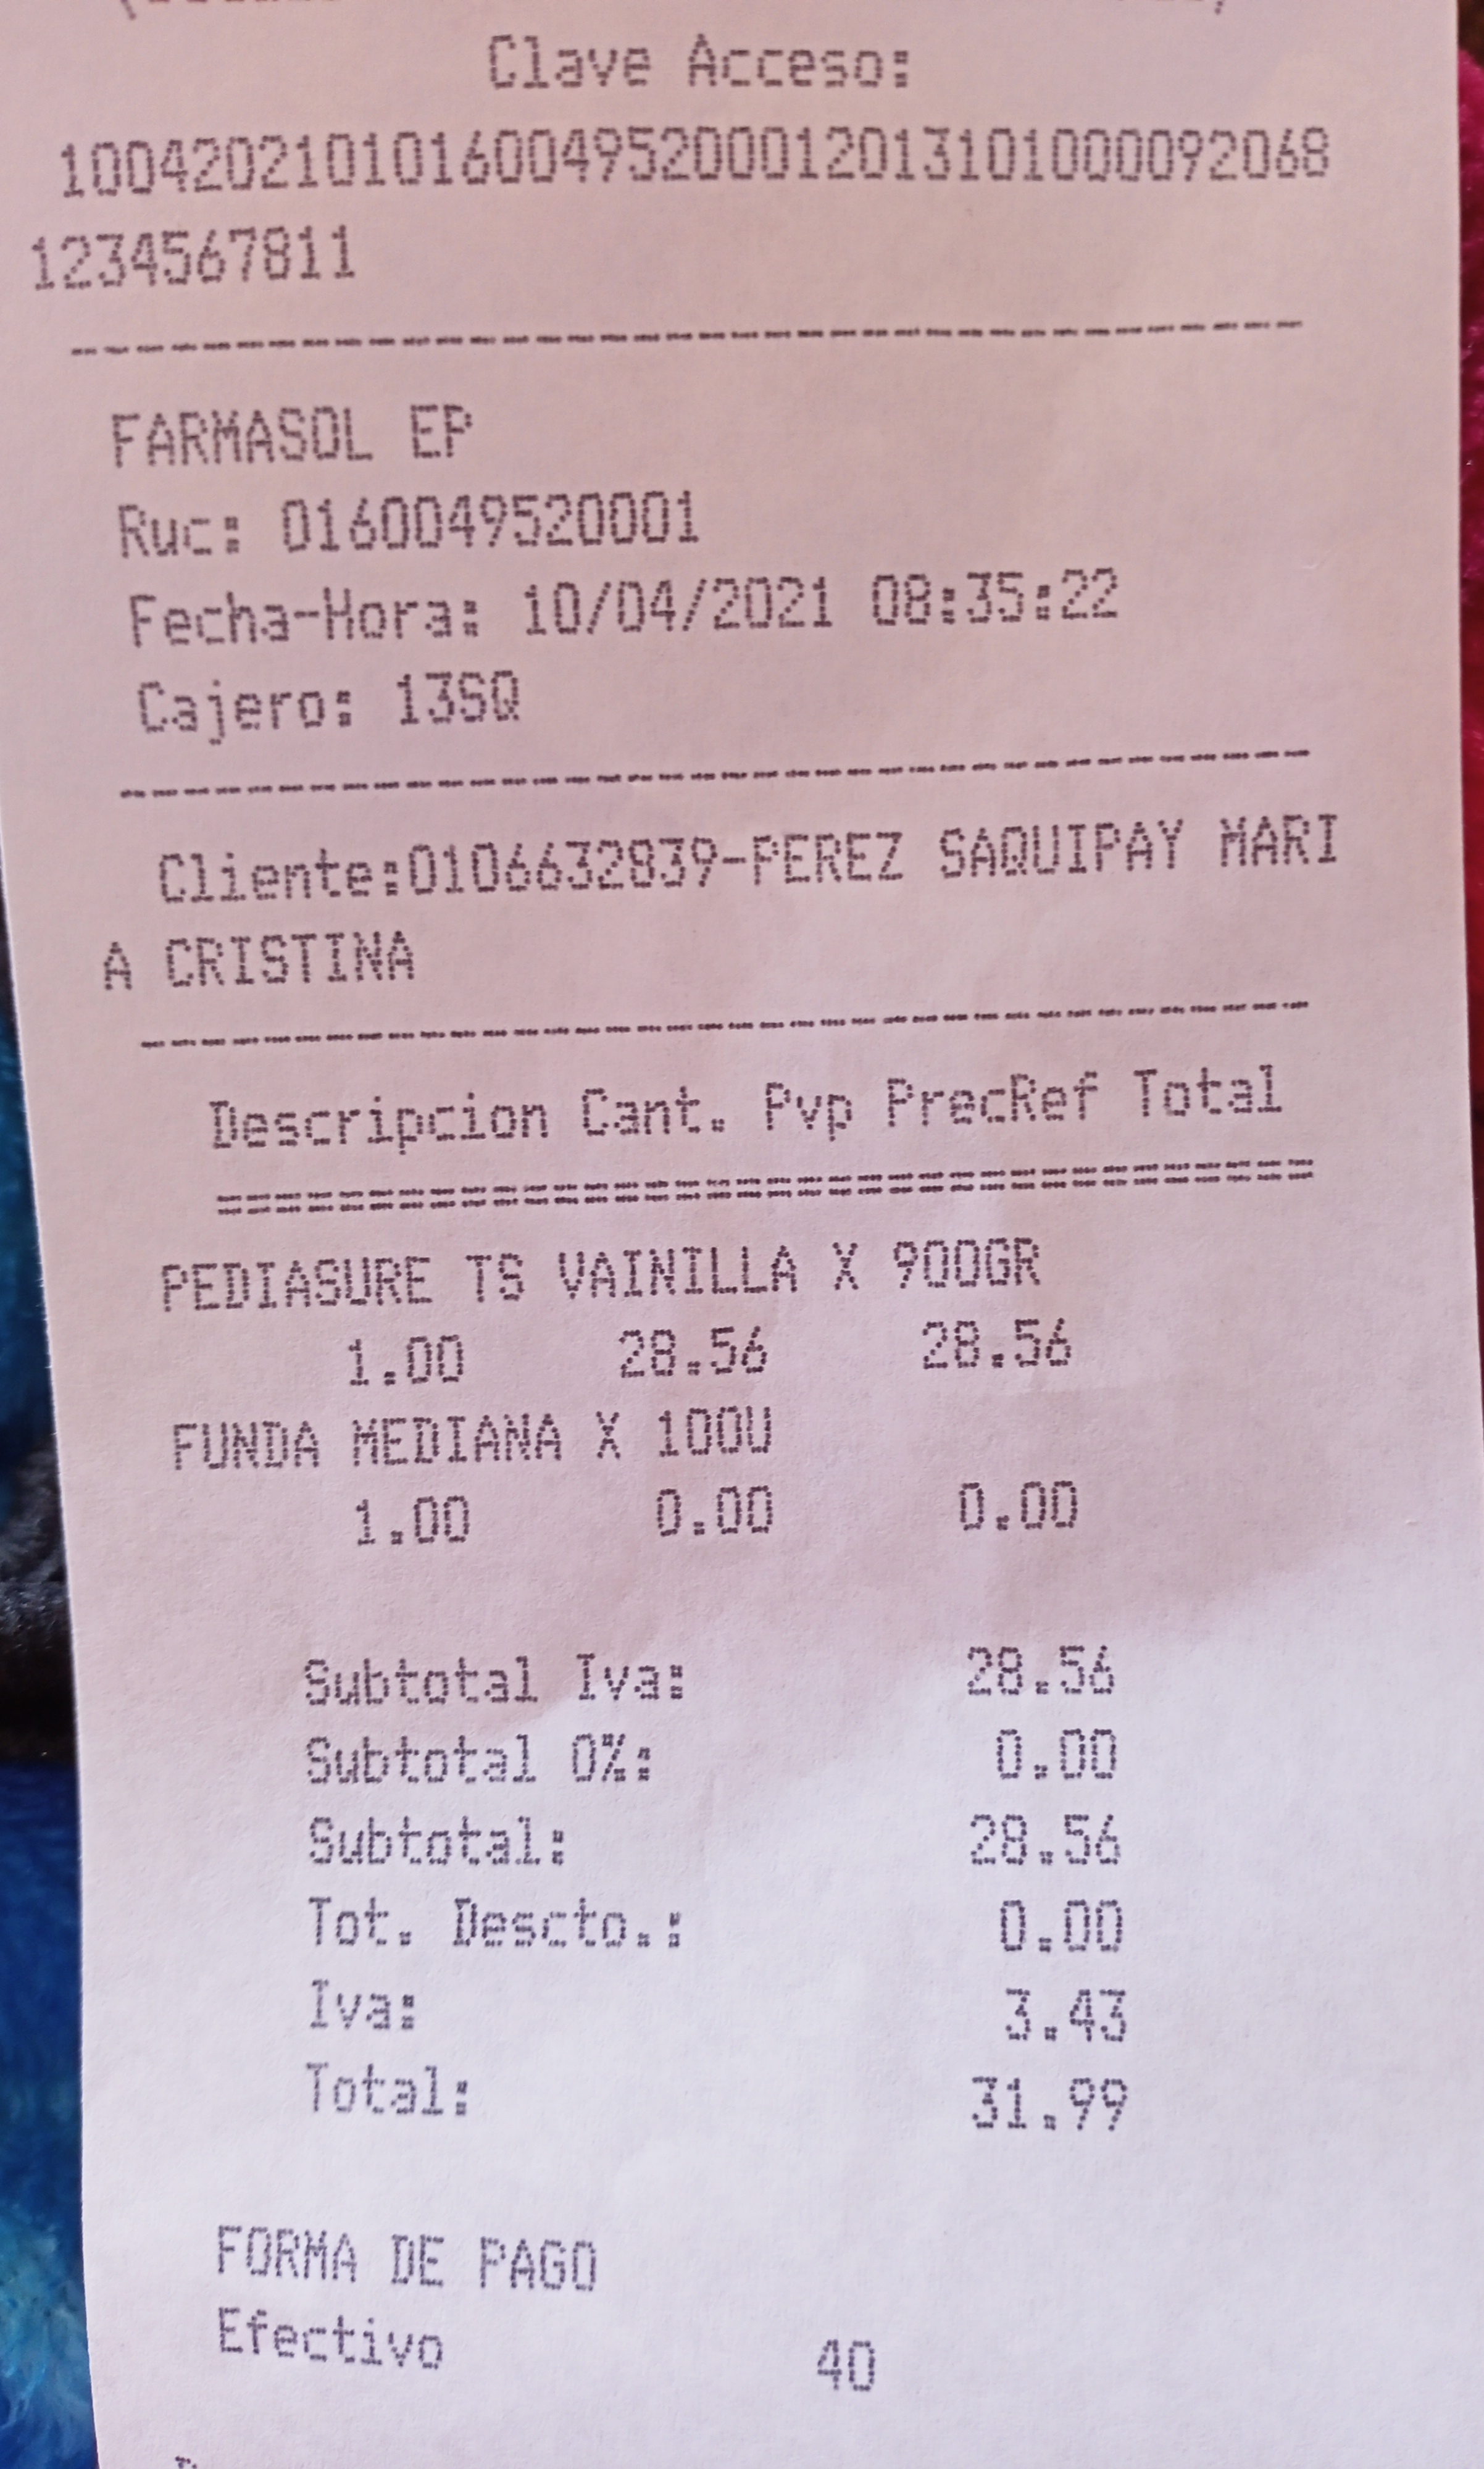 Clave Acceso:
100420210101600495200012013101000092068
1234567811
FARMASOL EP
Ruc: 0160049520001
Fecha-Hora: 10/04/2021 08:35:22
Cajero: 13SQ
Cliente:0106632839-PEREZ SAQUIPAY MARI
A CRISTINA
Descripcion Cant. Pvp PrecRef Total
PEDIASURE TS VAINILLA X 900GR
1.00 28.56 28.56
FUNDA MEDIANA X 100U
1.00 0.00 0.00
Subtotal Iva: 28.56
Subtotal 0%: 0.00
Subtotal: 28.56
Tot. Descto.: 0.00
Iva: 3.43
Total: 31.99
FORMA DE PAGO
Efectivo 40